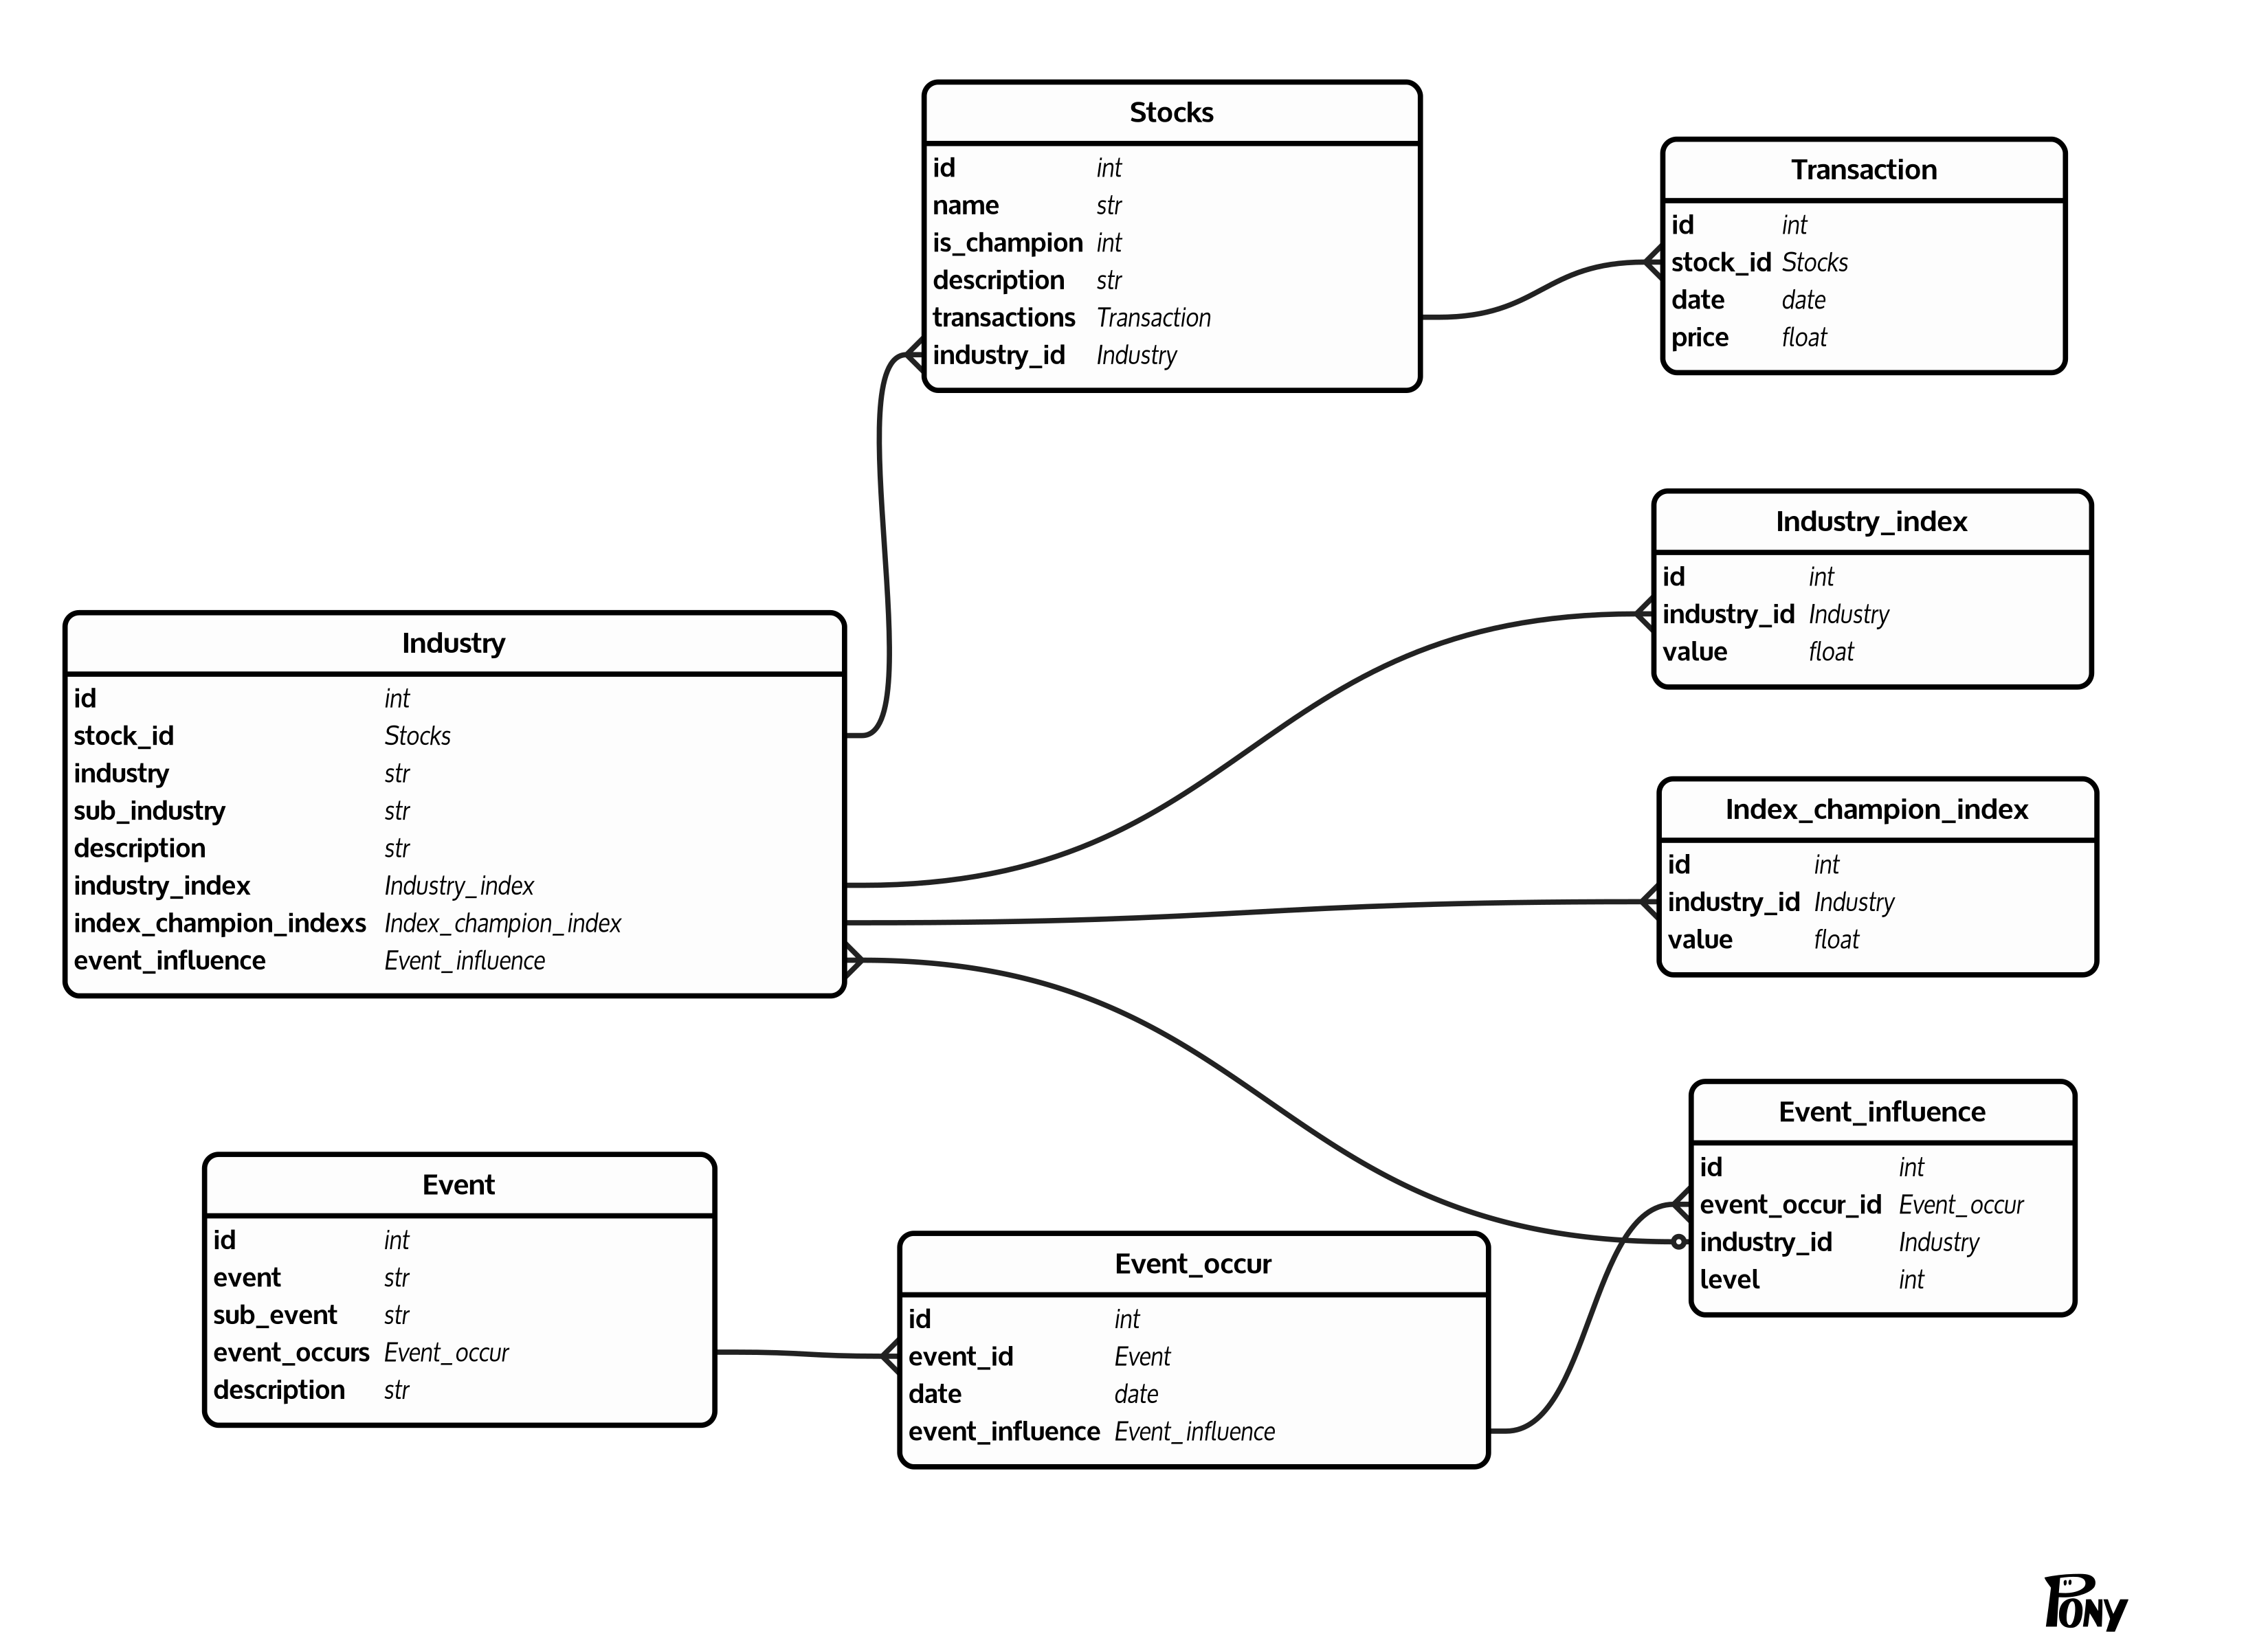 Stocks
id int
name str
is_champion int
description str
transactions Transaction
industry_id Industry
Transaction
id int
stock_id Stocks
date date
price float
Industry_index
id int
industry_id Industry
value float
Industry
id int
stock_id Stocks
industry str
sub_industry str
description str
industry_index Industry_index
index_champion_indexs Index_champion_index
event_influence Event_influence
Index_champion_index
id int
industry_id Industry
value float
Event_influence
id int
event_occur_id Event_occur
industry_id Industry
level int
Event
id int
event str
sub_event str
event_occurs Event_occur
description str
Event_occur
id int
event_id Event
date date
event_influence Event_influence
PONY